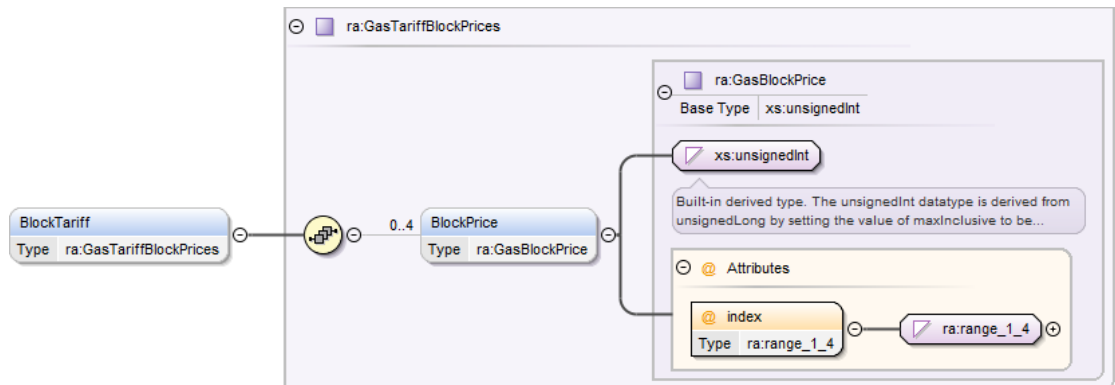 ra:GasTariffBlockPrices
ra:GasBlockPrice
Base Type xs:unsignedInt
xs:unsignedInt
Built-in derived type. The unsignedInt datatype is derived from
unsignedLong by setting the value of maxInclusive to be...
BlockTariff
Type ra:GasTariffBlockPrices
0..4
BlockPrice
Type ra:GasBlockPrice
@ Attributes
@ index
Type ra:range_1_4
ra:range_1_4